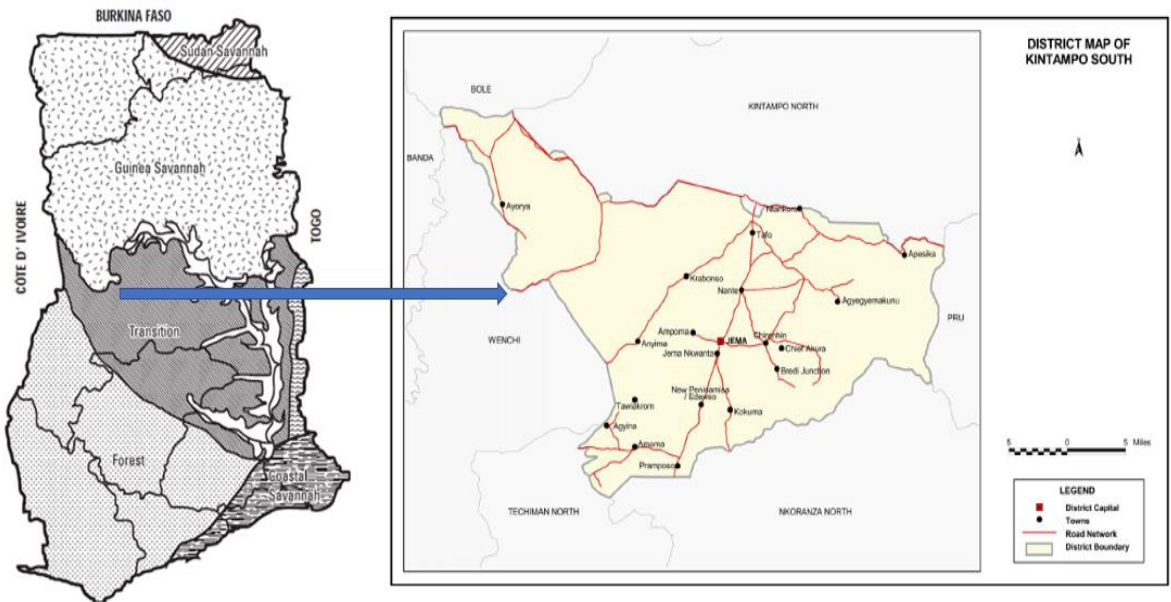 BURKINA FASO
Sudan Savannah
Guinea Savannah
CÔTE D' IVOIRE
TOGO
Transition
Forest
Coastal
Savannah
DISTRICT MAP OF
KINTAMPO SOUTH
BOLE
KINTAMPO NORTH
BANDA
Ayorya
Ntankoro
Tafo
Apesika
Krabonso
Nante
Agyegyemakunu
PRU
WENCHI
Ampoma
Anyima
JEMA
Chirehin
Chief Akura
Jema Nkwanta
Bredi Junction
New Peninamisa
/ Edewso
Tawiakrom
Kokuma
Agyina
Amoma
Pramposo
5 0 5 Miles
TECHIMAN NORTH
NKORANZA NORTH
LEGEND
District Capital
Towns
Road Network
District Boundary